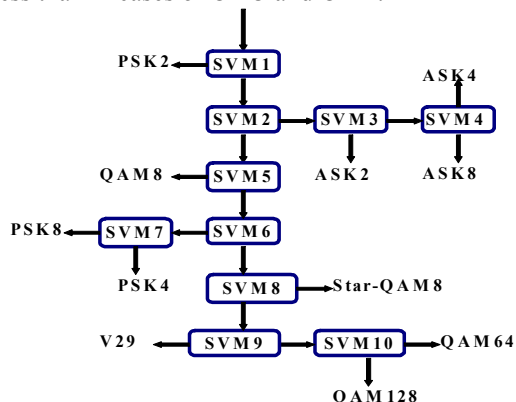 PSK2 SVM1 ASK4
SVM2 SVM3 SVM4
QAM8 SVM5 ASK2 ASK8
PSK8 SVM7 SVM6
PSK4 SVM8 Star-QAM8
V29 SVM9 SVM10 QAM64
QAM128